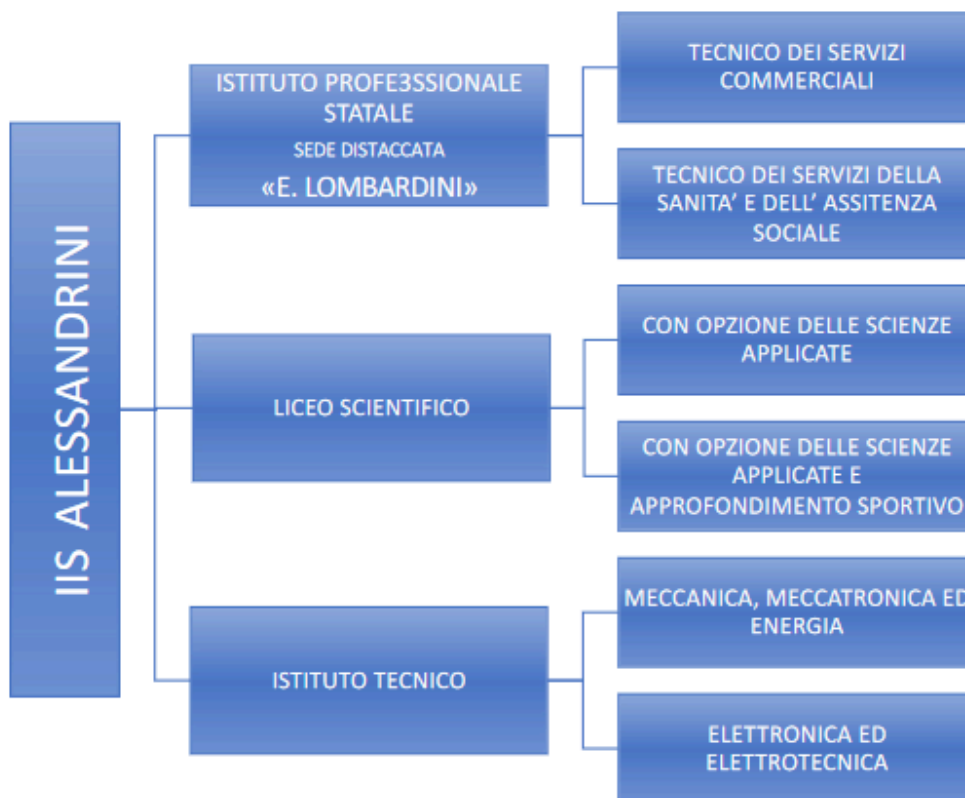 IIS ALESSANDRINI
ISTITUTO PROFE3SSIONALE
STATALE
SEDE DISTACCATA
«E. LOMBARDINI»
TECNICO DEI SERVIZI
COMMERCIALI
TECNICO DEI SERVIZI DELLA
SANITA’ E DELL’ ASSITENZA
SOCIALE
LICEO SCIENTIFICO
CON OPZIONE DELLE SCIENZE
APPLICATE
CON OPZIONE DELLE SCIENZE
APPLICATE E
APPROFONDIMENTO SPORTIVO
ISTITUTO TECNICO
MECCANICA, MECCATRONICA ED
ENERGIA
ELETTRONICA ED
ELETTROTECNICA